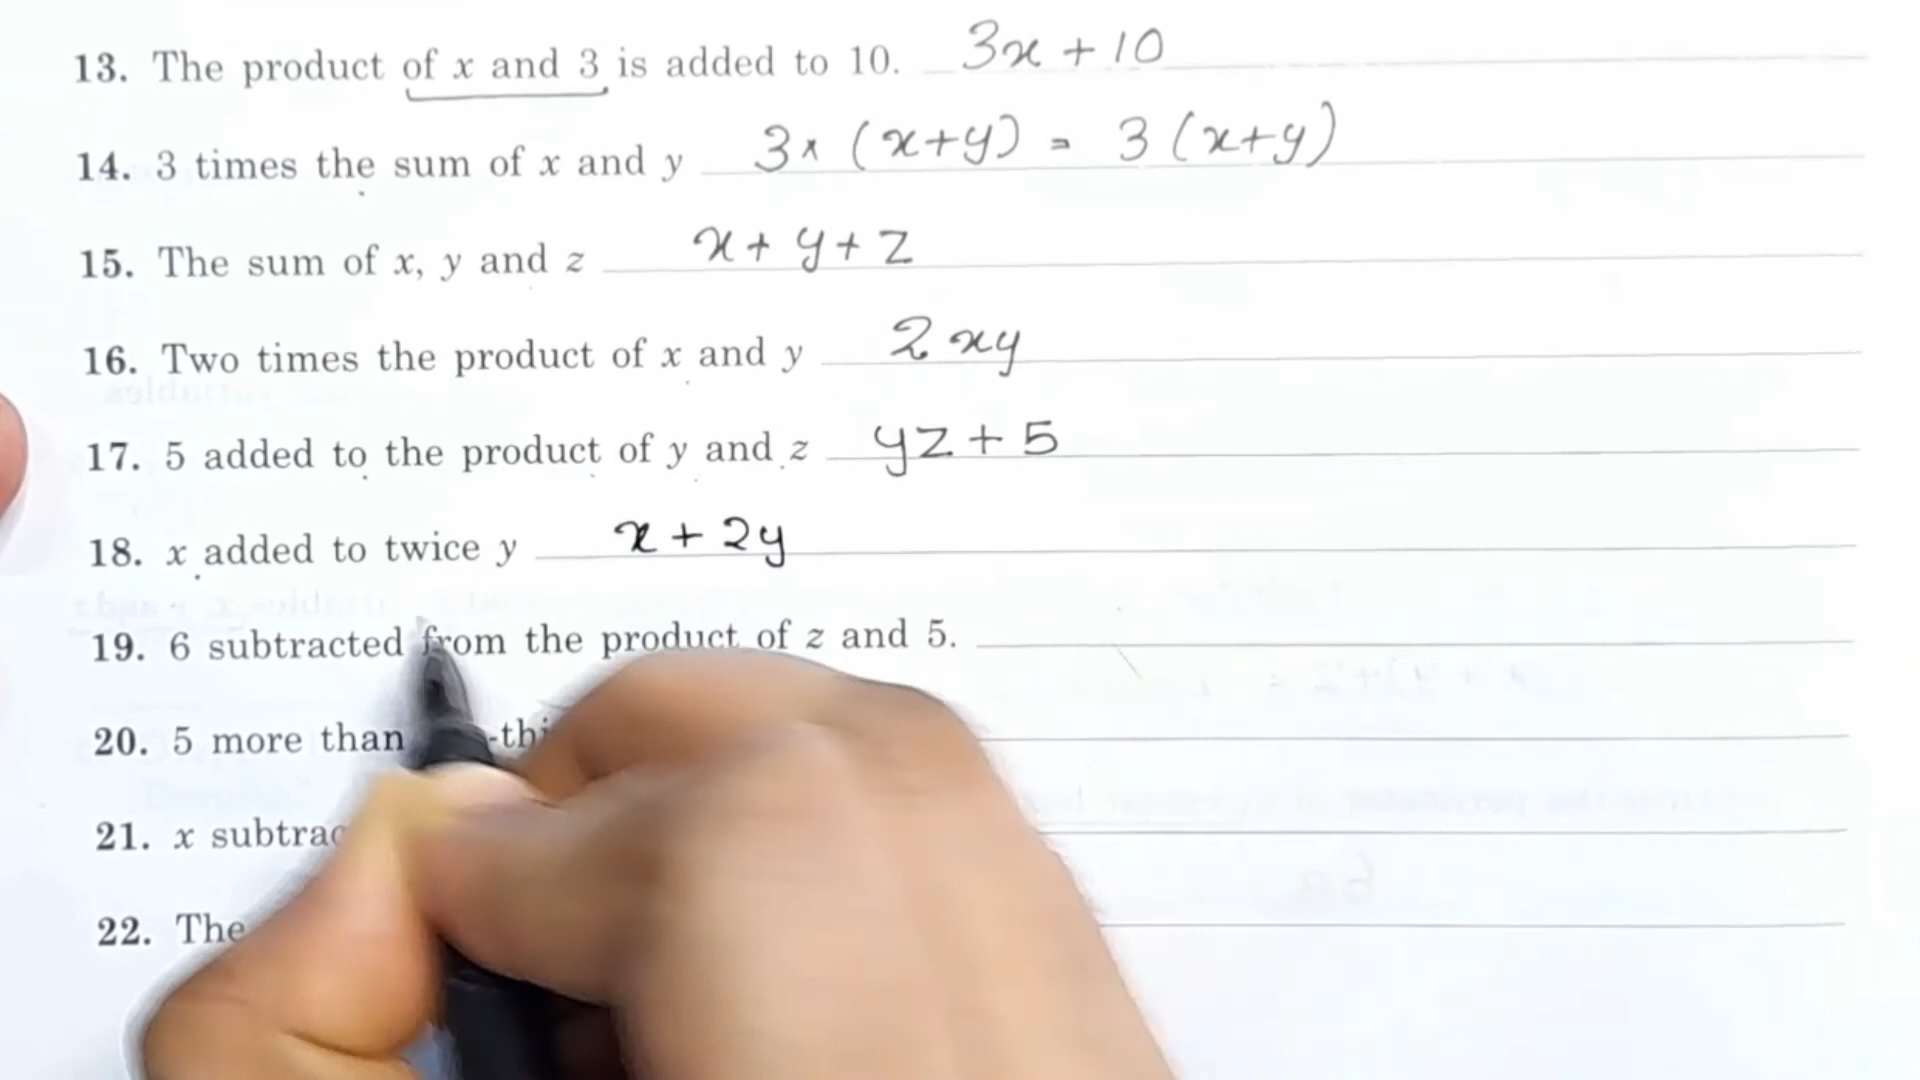 13. The product of x and 3 is added to 10. 3x + 10
14. 3 times the sum of x and y 3× (x+y) = 3 (x+y)
15. The sum of x, y and z x + y + z
16. Two times the product of x and y 2xy
17. 5 added to the product of y and z yz + 5
18. x added to twice y x + 2y
19. 6 subtracted from the product of z and 5.
20. 5 more than
21. x
22. The